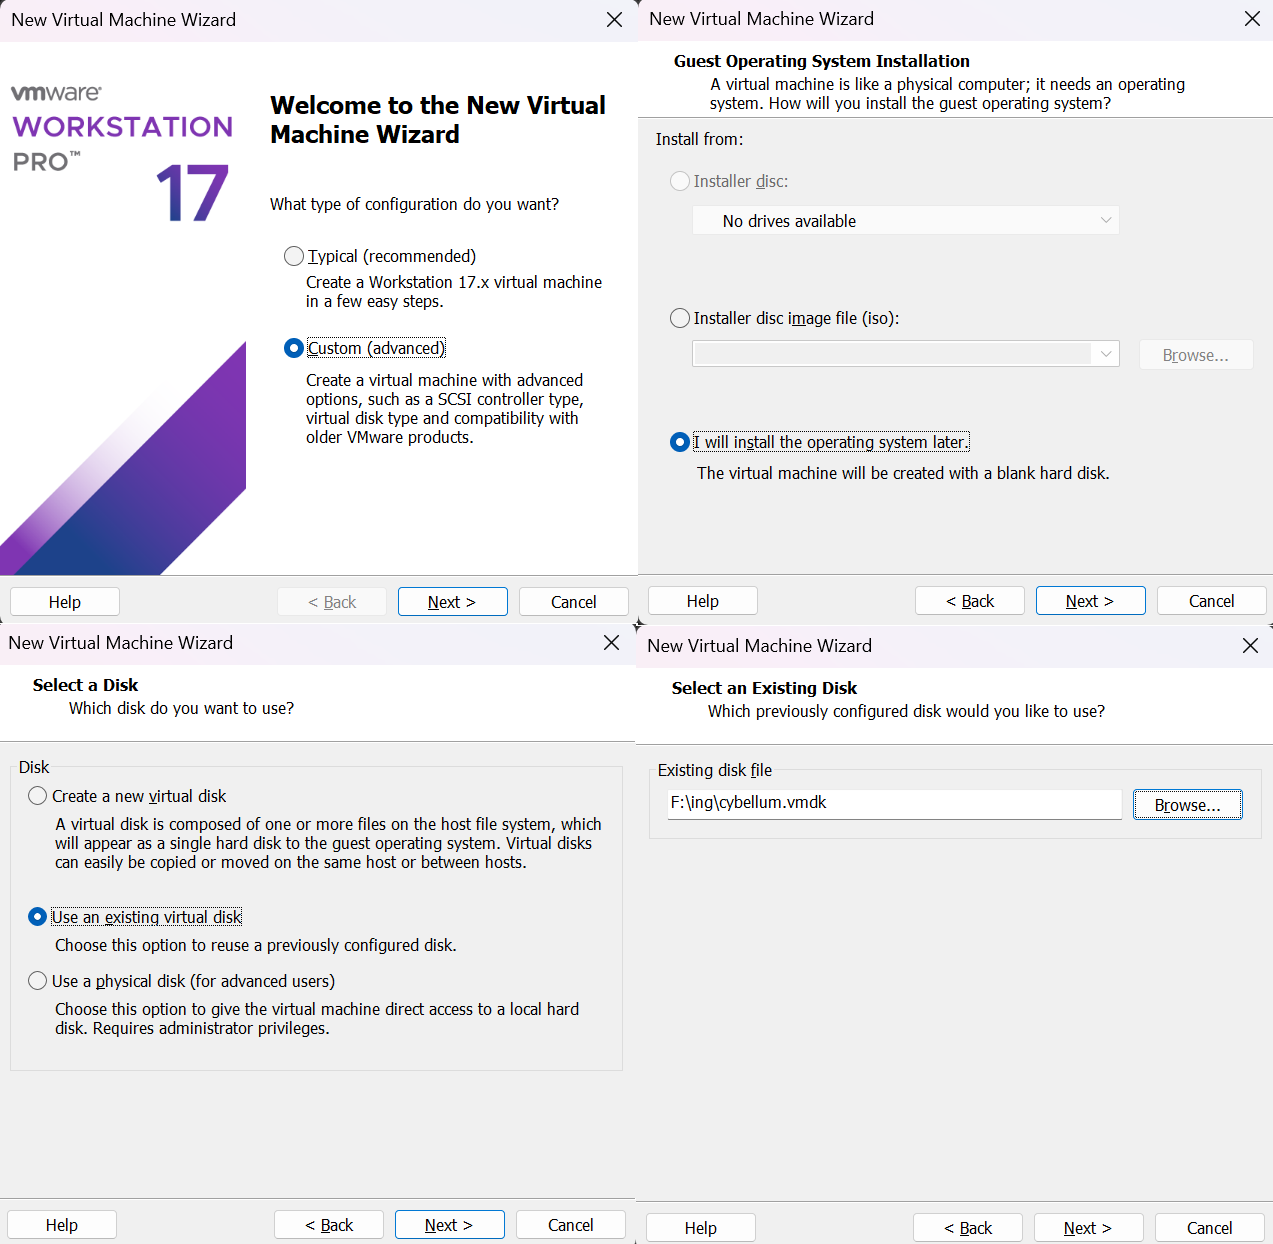 New Virtual Machine Wizard
vmware®
WORKSTATION
PRO™
17
Welcome to the New Virtual
Machine Wizard
What type of configuration do you want?
Typical (recommended)
Create a Workstation 17.x virtual machine
in a few easy steps.
Custom (advanced)
Create a virtual machine with advanced
options, such as a SCSI controller type,
virtual disk type and compatibility with
older VMware products.
Help
< Back
Next >
Cancel
New Virtual Machine Wizard
Guest Operating System Installation
A virtual machine is like a physical computer; it needs an operating
system. How will you install the guest operating system?
Install from:
Installer disc:
No drives available
Installer disc image file (iso):
Browse...
I will install the operating system later.
The virtual machine will be created with a blank hard disk.
Help
< Back
Next >
Cancel
New Virtual Machine Wizard
Select a Disk
Which disk do you want to use?
Disk
Create a new virtual disk
A virtual disk is composed of one or more files on the host file system, which
will appear as a single hard disk to the guest operating system. Virtual disks
can easily be copied or moved on the same host or between hosts.
Use an existing virtual disk
Choose this option to reuse a previously configured disk.
Use a physical disk (for advanced users)
Choose this option to give the virtual machine direct access to a local hard
disk. Requires administrator privileges.
Help
< Back
Next >
Cancel
New Virtual Machine Wizard
Select an Existing Disk
Which previously configured disk would you like to use?
Existing disk file
F:\ing\cybellum.vmdk
Browse...
Help
< Back
Next >
Cancel